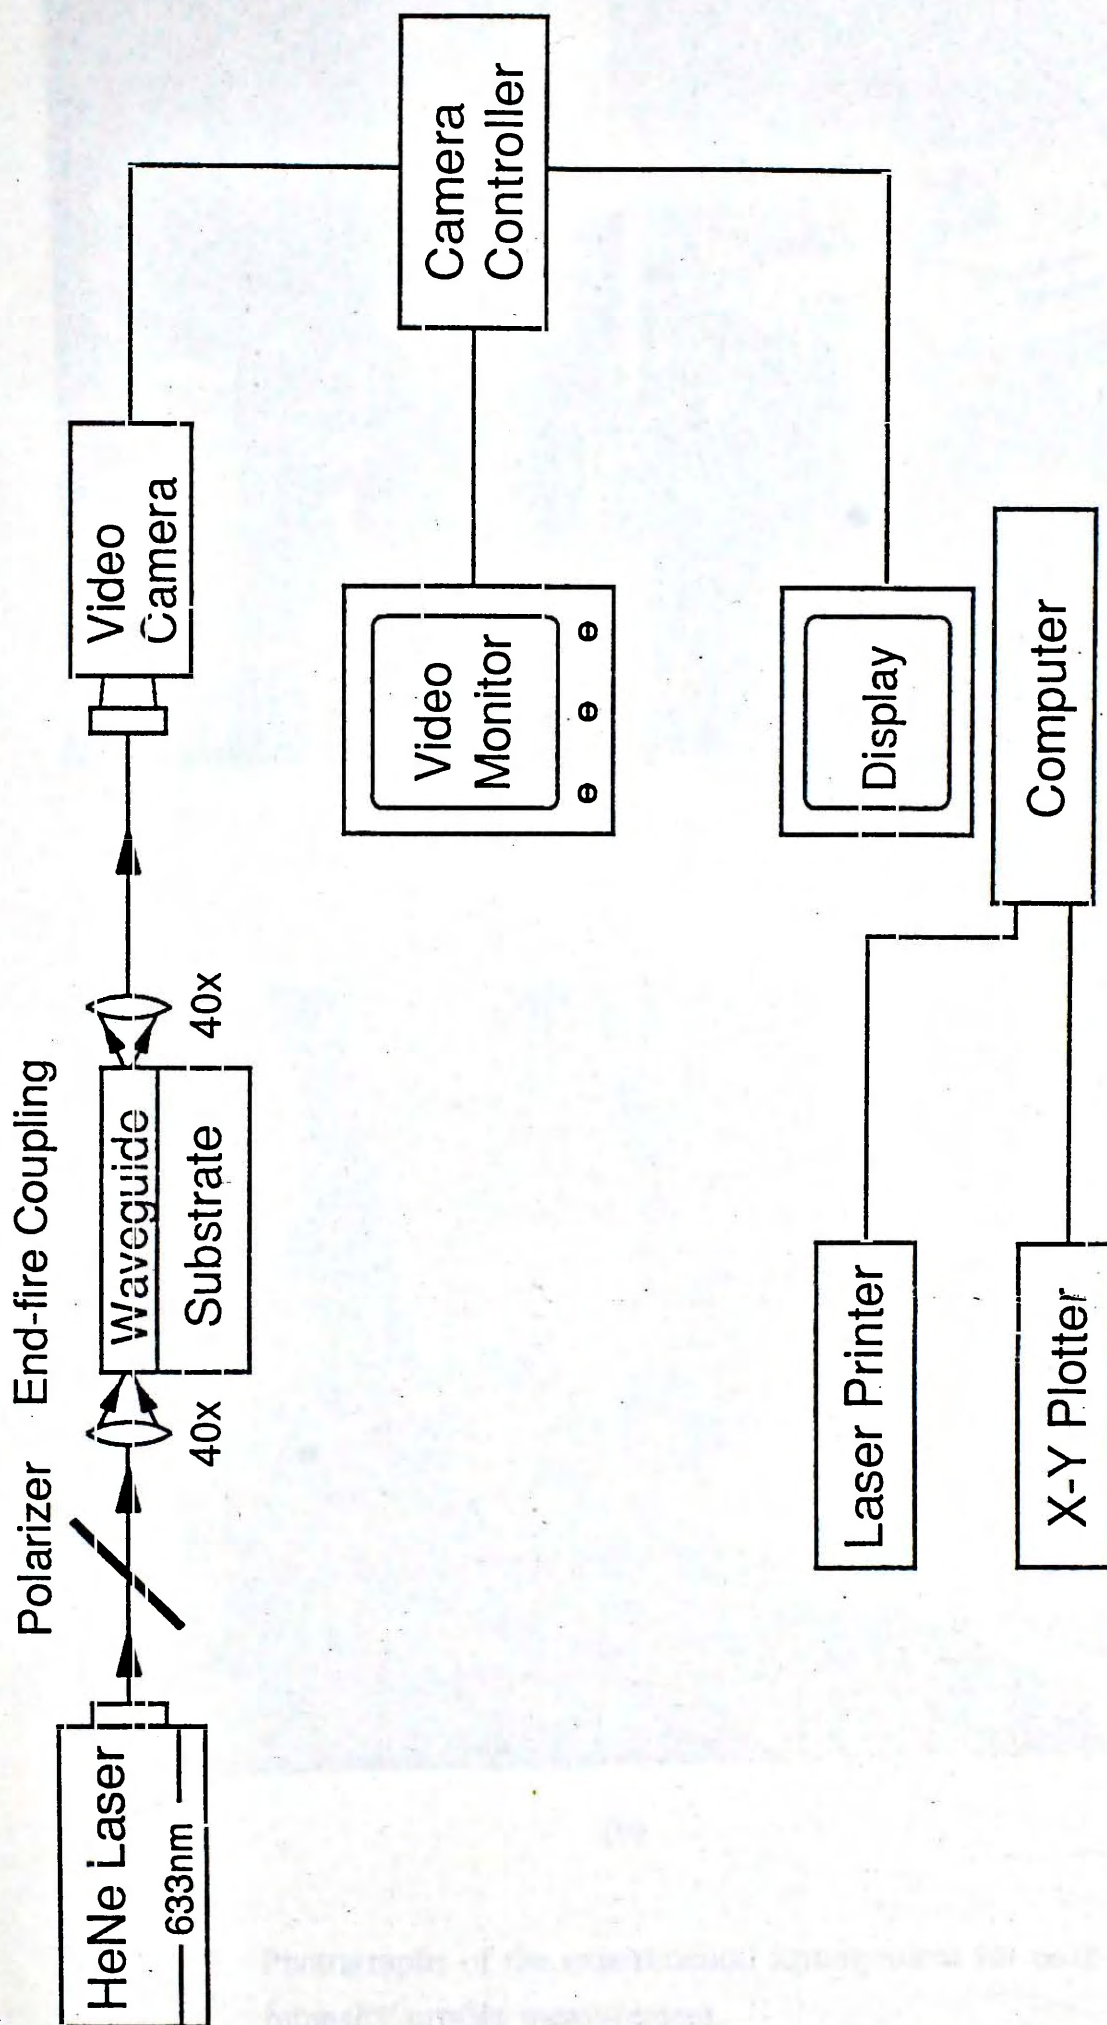 Polarizer
End-fire Coupling
HeNe Laser
633nm
40x
Waveguide
Substrate
40x
Video
Camera
Camera
Controller
Video
Monitor
Display
Computer
Laser Printer
X-Y Plotter